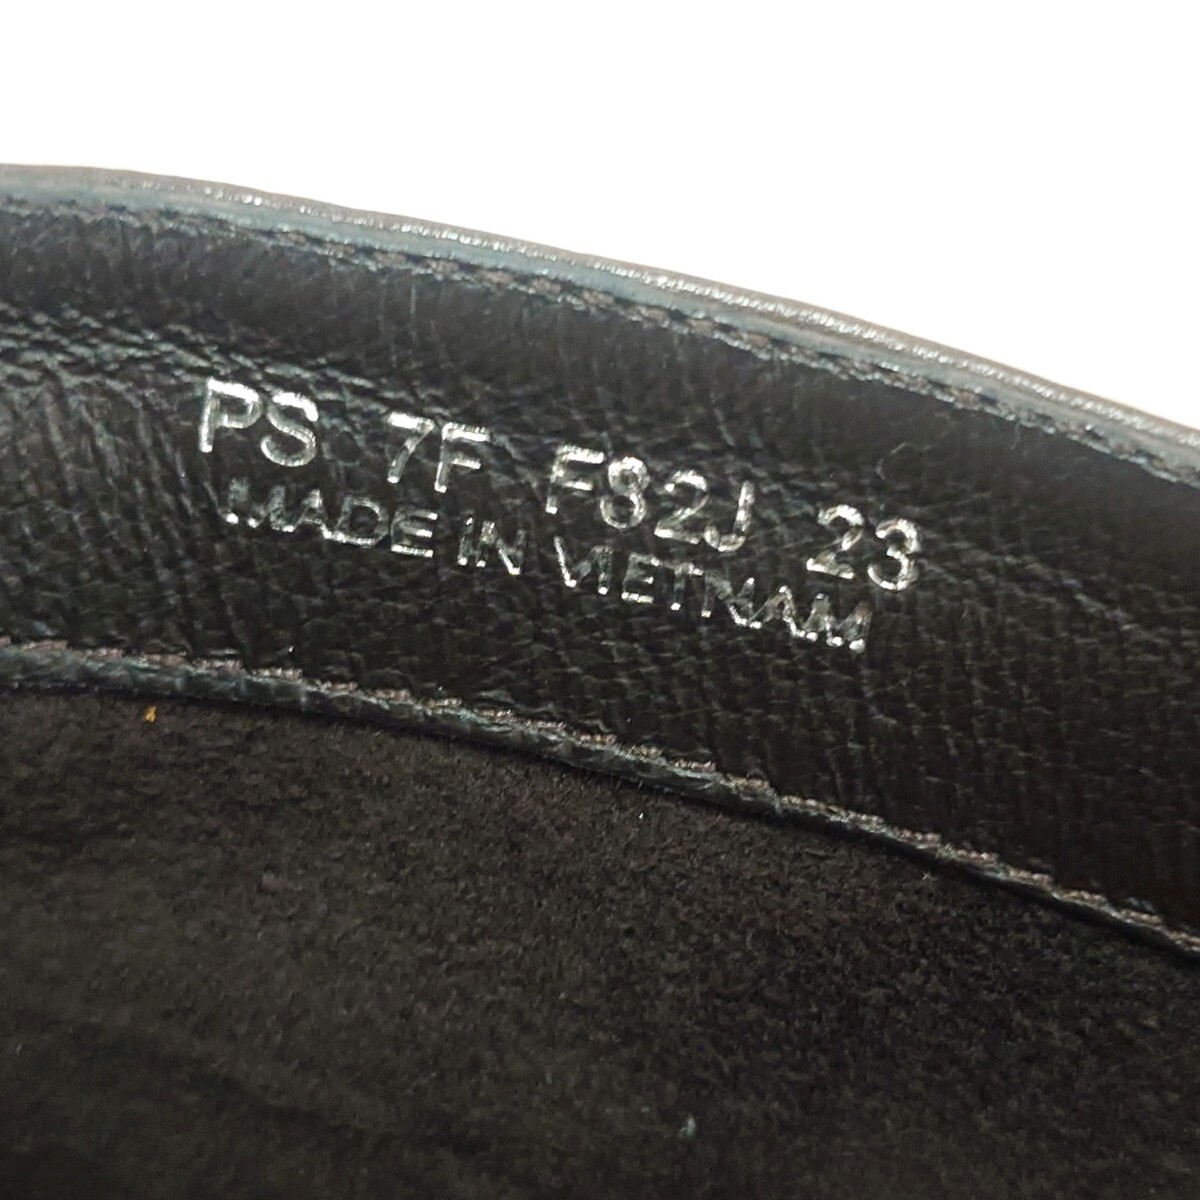 PS 7F F82J 23
MADE IN VIETNAM